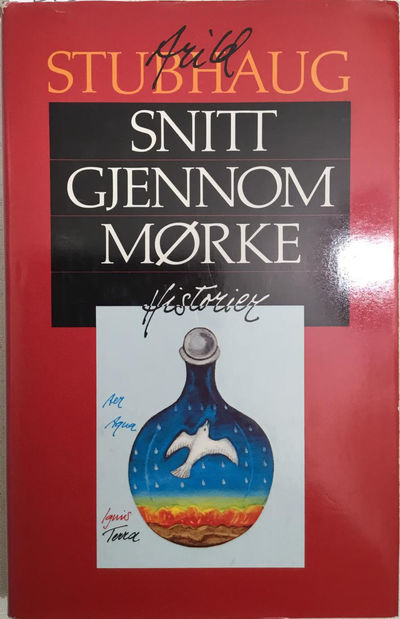 Arild
STUBHAUG
SNITT
GJENNOM
MØRKE
Historier
Aer
Aqua
Ignis
Terra